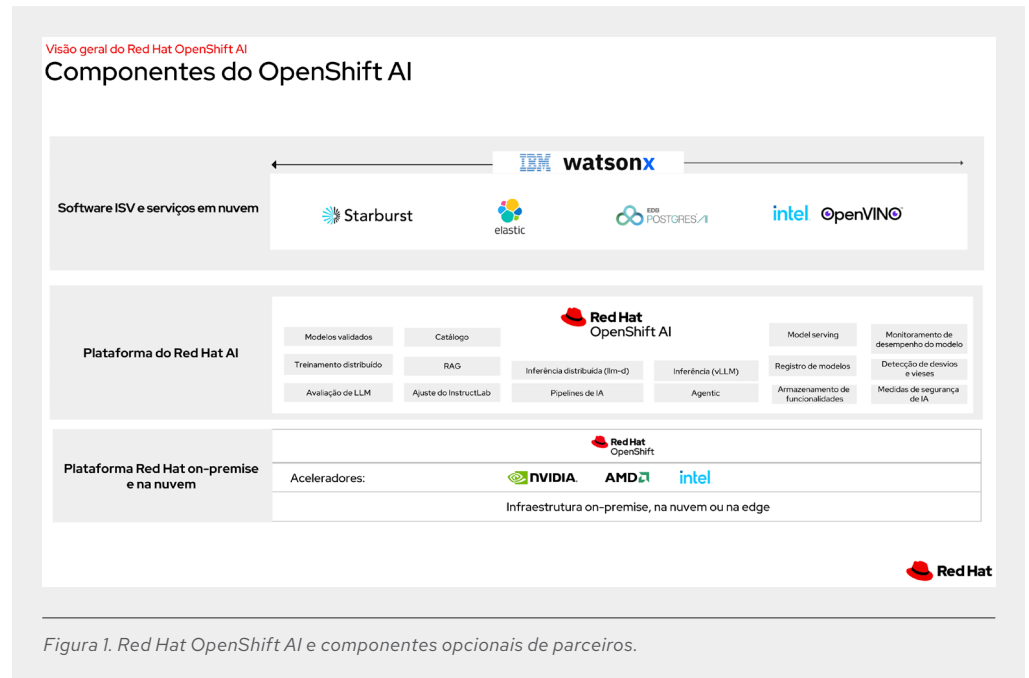 Visão geral do Red Hat OpenShift AI
Componentes do OpenShift AI
IBM watsonx
Software ISV e serviços em nuvem
Starburst
elastic
EDB
POSTGRES AI
intel OpenVINO
Plataforma do Red Hat AI
Red Hat
OpenShift AI
Modelos validados
Catálogo
Model serving
Monitoramento de
desempenho do modelo
Treinamento distribuído
RAG
Inferência distribuída (llm-d)
Inferência (vLLM)
Registro de modelos
Detecção de desvios
e vieses
Avaliação de LLM
Ajuste do InstructLab
Pipelines de IA
Agentic
Armazenamento de
funcionalidades
Medidas de segurança
de IA
Plataforma Red Hat on-premise
e na nuvem
Red Hat
OpenShift
Aceleradores:
NVIDIA.
AMD
intel
Infraestrutura on-premise, na nuvem ou na edge
Red Hat
Figura 1. Red Hat OpenShift AI e componentes opcionais de parceiros.